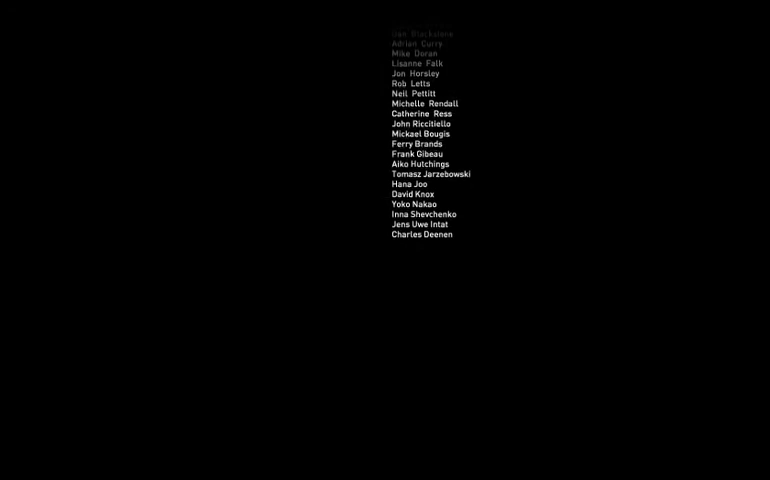 Dan Blackstone
Adrian Curry
Mike Doran
Lisanne Falk
Jon Horsley
Rob Letts
Neil Pettitt
Michelle Rendall
Catherine Ress
John Riccitiello
Mickael Bougis
Ferry Brands
Frank Gibeau
Aiko Hutchings
Tomasz Jarzebowski
Hana Joo
David Knox
Yoko Nakao
Inna Shevchenko
Jens Uwe Intat
Charles Deenen